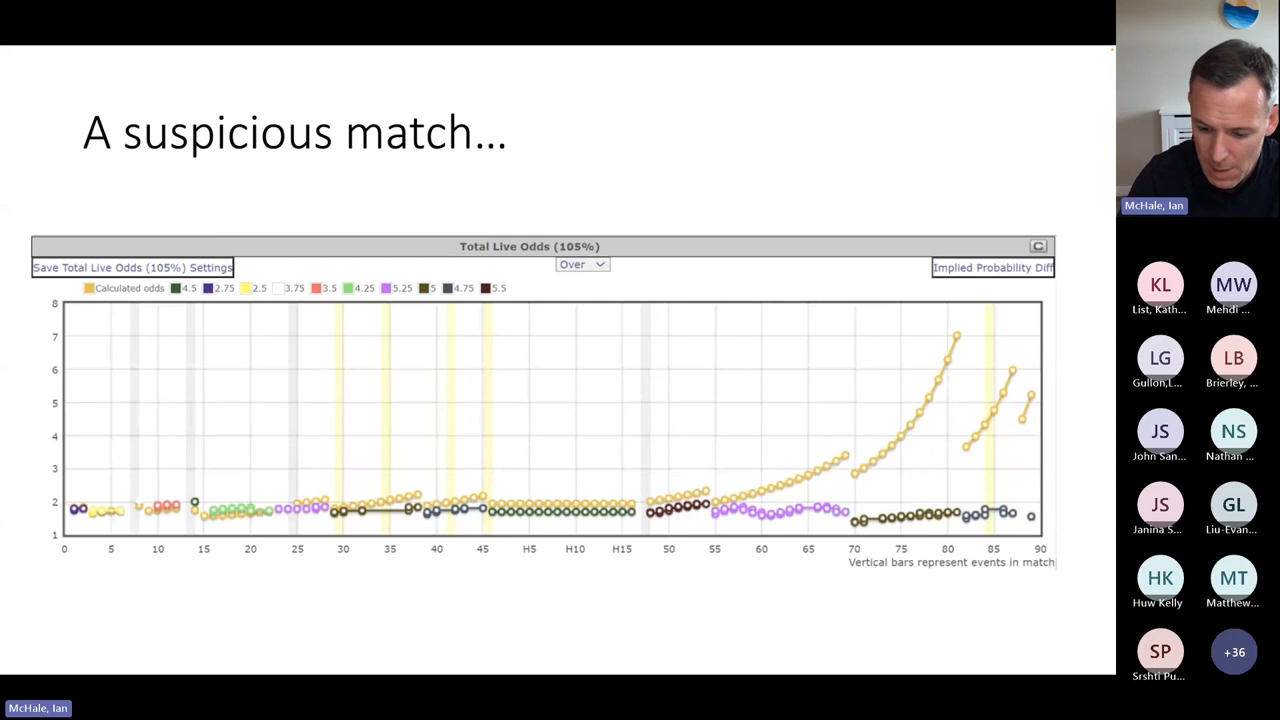 A suspicious match...
Total Live Odds (105%)
C
Save Total Live Odds (105%) Settings
Over
Implied Probability Diff
Calculated odds 4.5 2.75 2.5 3.75 3.5 4.25 5.25 5 4.75 5.5
8
7
6
5
4
3
2
1
0 5 10 15 20 25 30 35 40 45 H5 H10 H15 50 55 60 65 70 75 80 85 90
Vertical bars represent events in match
McHale, Ian
McHale, Ian
KL MW
List, Kath... Mehdi ...
LG LB
Gullon,L... Brierley, ...
JS NS
John San... Nathan ...
JS GL
Janina S... Liu-Evan...
HK MT
Huw Kelly Matthew...
SP +36
Srshti Pu...